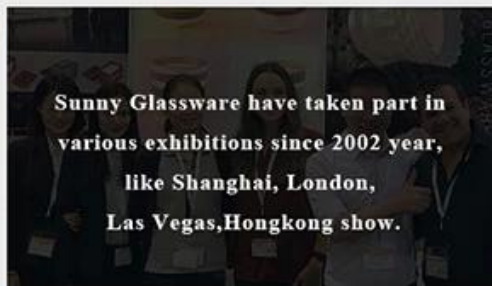 Sunny Glassware have taken part in
various exhibitions since 2002 year,
like Shanghai, London,
Las Vegas,Hongkong show.